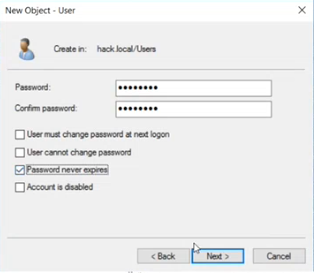 New Object - User
Create in: hack.local/Users
Password: ••••••••
Confirm password: ••••••••
User must change password at next logon
User cannot change password
Password never expires
Account is disabled
< Back Next > Cancel